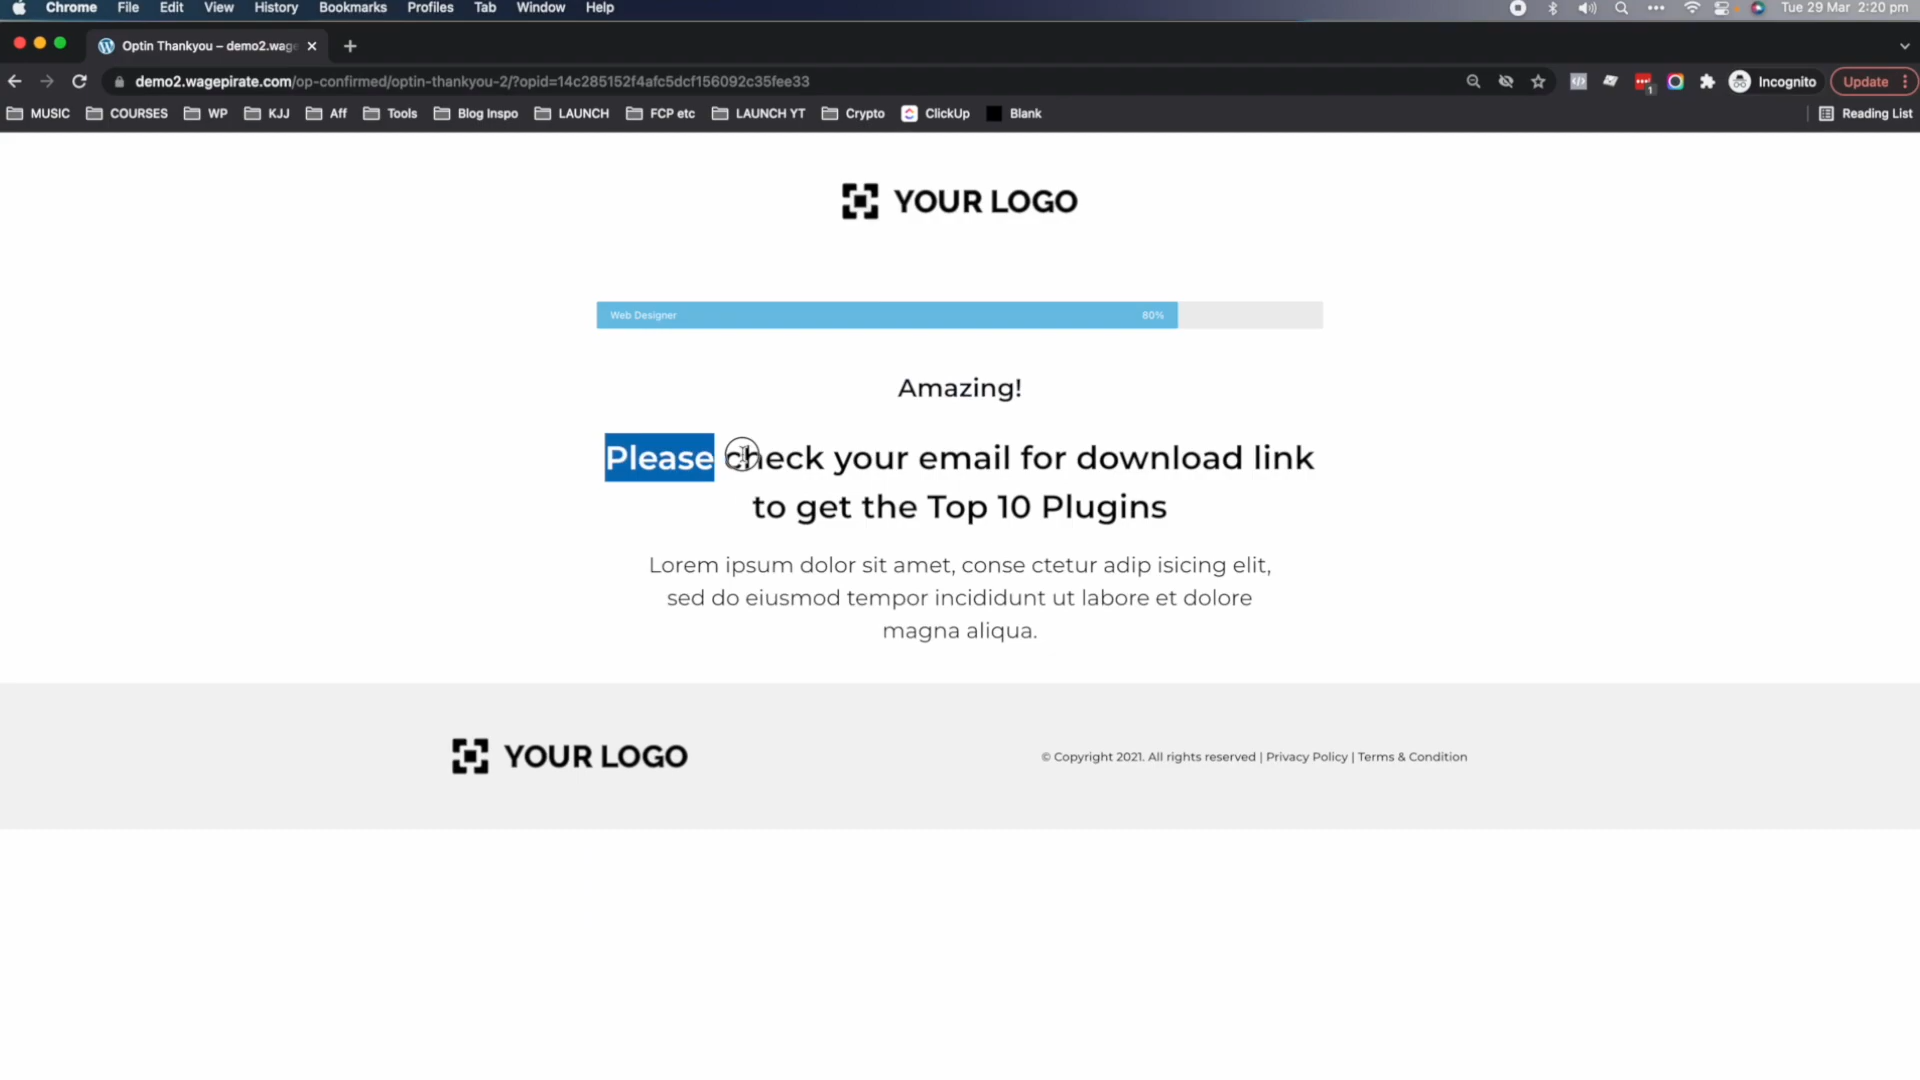 Chrome File Edit View History Bookmarks Profiles Tab Window Help Tue 29 Mar 2:20 pm
Optin Thankyou – demo2.wag
demo2.wagepirate.com/op-confirmed/optin-thankyou-2/?opid=14c285152f4afc5dcf156092c35fee33 1 Incognito Update
MUSIC COURSES WP KJJ Aff Tools Blog Inspo LAUNCH FCP etc LAUNCH YT Crypto ClickUp Blank Reading List
YOUR LOGO
Web Designer 80%
Amazing!
Please check your email for download link
to get the Top 10 Plugins
Lorem ipsum dolor sit amet, conse ctetur adip isicing elit,
sed do eiusmod tempor incididunt ut labore et dolore
magna aliqua.
YOUR LOGO
© Copyright 2021. All rights reserved | Privacy Policy | Terms & Condition